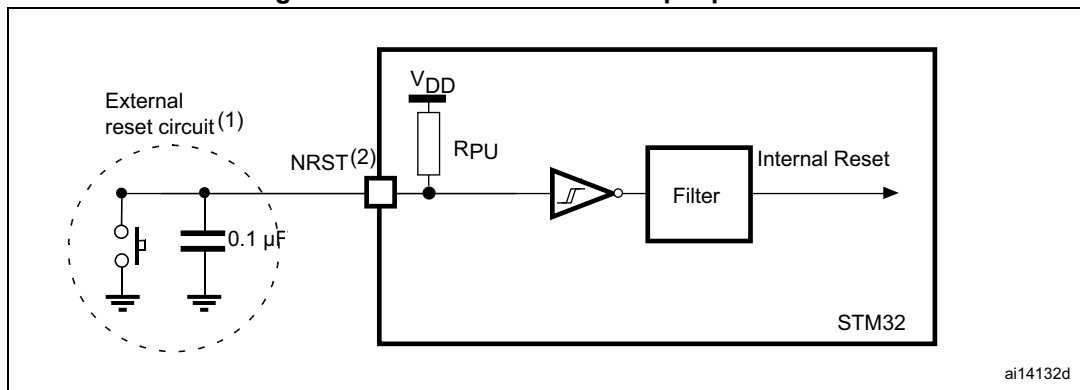 External
reset circuit(1)
NRST(2)
VDD
RPU
0.1 µF
Filter
Internal Reset
STM32
ai14132d